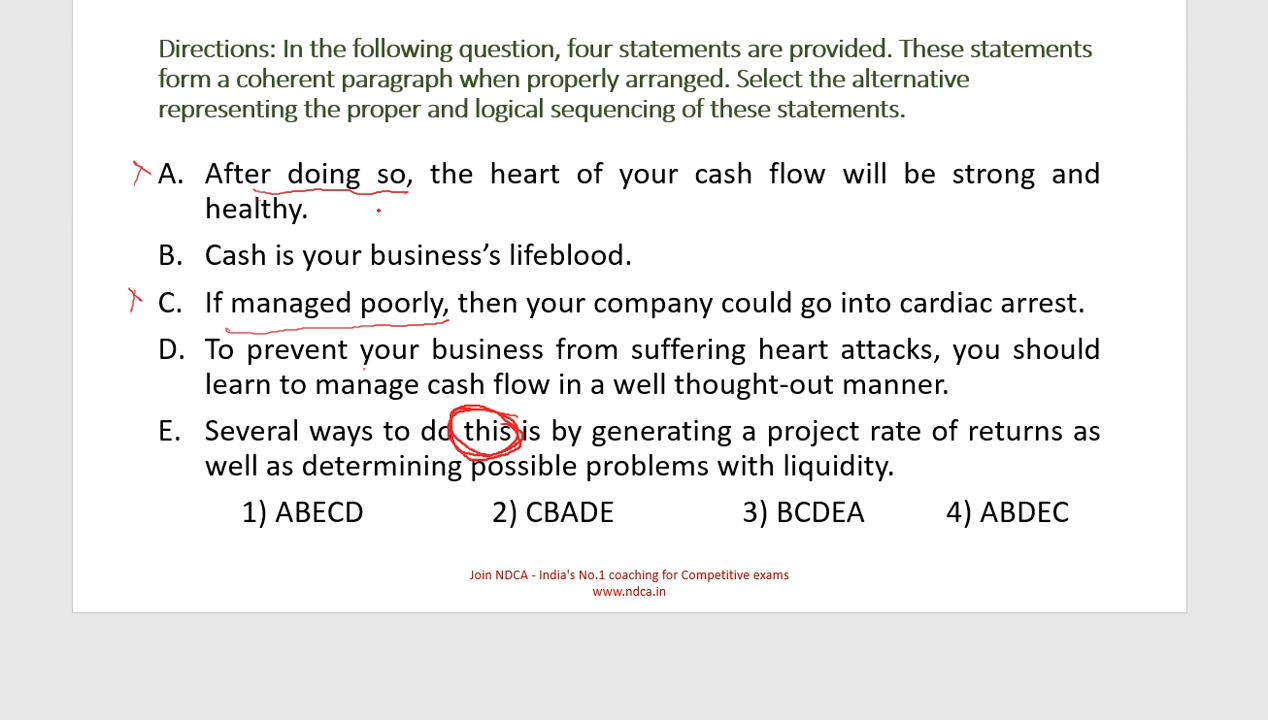 Directions: In the following question, four statements are provided. These statements
form a coherent paragraph when properly arranged. Select the alternative
representing the proper and logical sequencing of these statements.
A. After doing so, the heart of your cash flow will be strong and
healthy.
B. Cash is your business’s lifeblood.
C. If managed poorly, then your company could go into cardiac arrest.
D. To prevent your business from suffering heart attacks, you should
learn to manage cash flow in a well thought-out manner.
E. Several ways to do this is by generating a project rate of returns as
well as determining possible problems with liquidity.
1) ABECD 2) CBADE 3) BCDEA 4) ABDEC
Join NDCA - India's No.1 coaching for Competitive exams
www.ndca.in